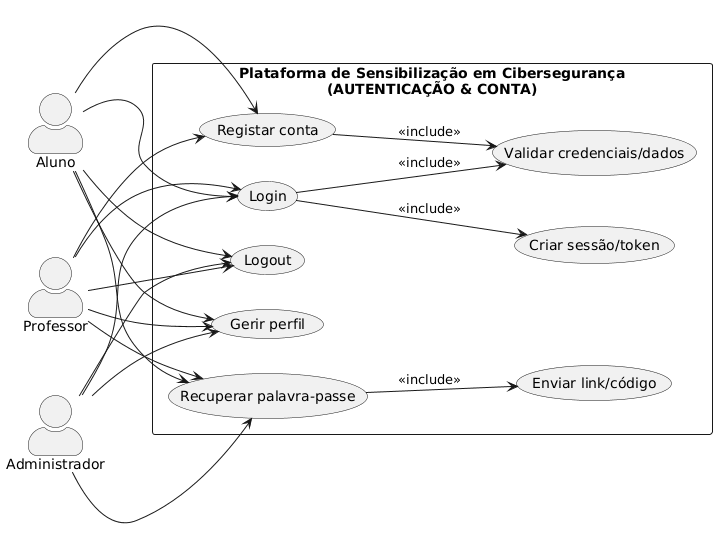 Plataforma de Sensibilização em Cibersegurança
(AUTENTICAÇÃO & CONTA)
Aluno
Professor
Administrador
Registar conta
Login
Logout
Gerir perfil
Recuperar palavra-passe
«include»
«include»
«include»
«include»
Validar credenciais/dados
Criar sessão/token
Enviar link/código